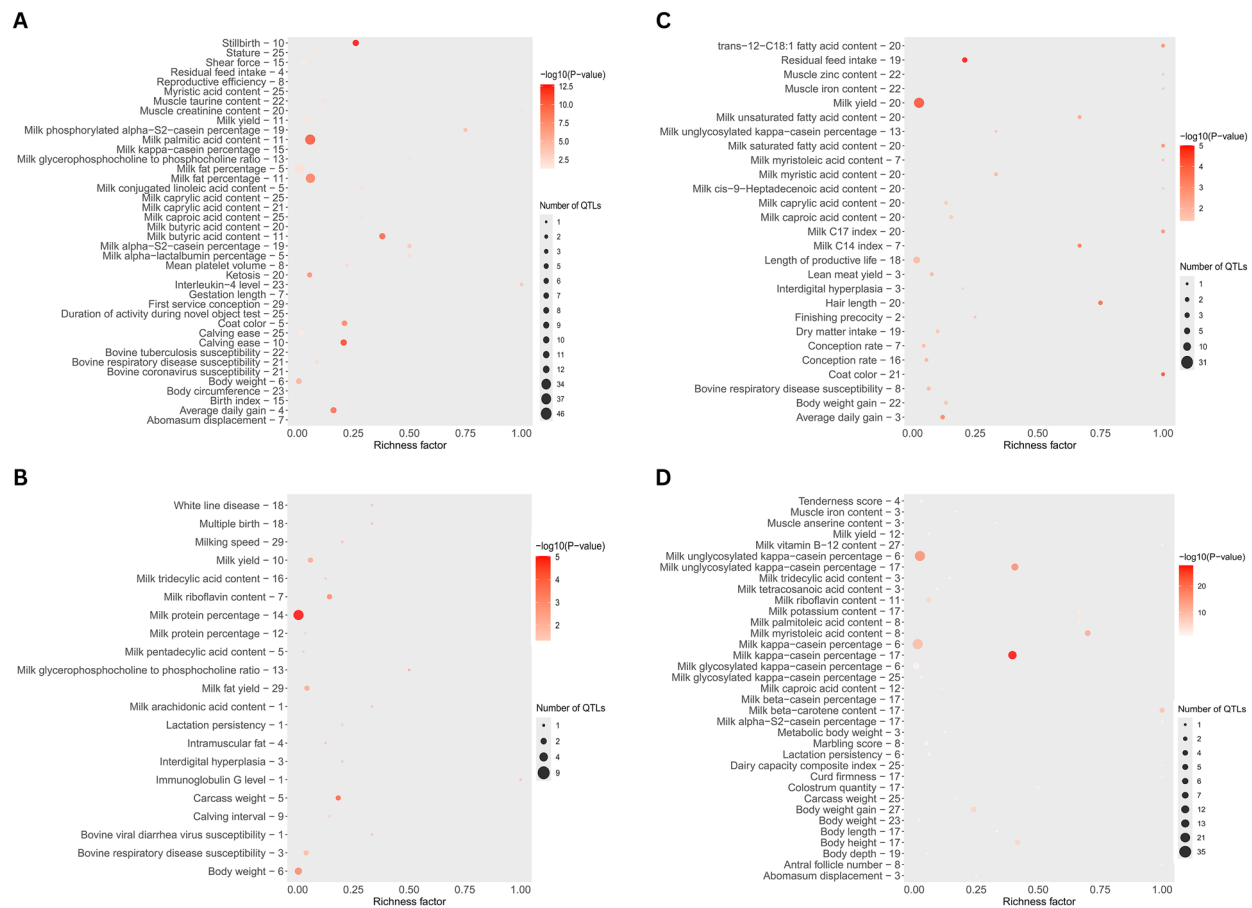 A
Stillbirth − 10
Stature − 25
Shear force − 15
Residual feed intake − 4
Reproductive efficiency − 8
Myristic acid content − 25
Muscle taurine content − 22
Muscle creatinine content − 20
Milk yield − 11
Milk phosphorylated alpha−S2−casein percentage − 19
Milk palmitic acid content − 11
Milk kappa−casein percentage − 15
Milk glycerophosphocholine to phosphocholine ratio − 13
Milk fat percentage − 5
Milk fat percentage − 11
Milk conjugated linoleic acid content − 5
Milk caprylic acid content − 25
Milk caprylic acid content − 21
Milk caproic acid content − 25
Milk butyric acid content − 20
Milk butyric acid content − 11
Milk alpha−S2−casein percentage − 19
Milk alpha−lactalbumin percentage − 5
Mean platelet volume − 8
Ketosis − 20
Interleukin−4 level − 23
Gestation length − 7
First service conception − 29
Duration of activity during novel object test − 25
Coat color − 5
Calving ease − 25
Calving ease − 10
Bovine tuberculosis susceptibility − 22
Bovine respiratory disease susceptibility − 21
Bovine coronavirus susceptibility − 21
Body weight − 6
Body circumference − 23
Birth index − 15
Average daily gain − 4
Abomasum displacement − 7
0.00 0.25 0.50 0.75 1.00
Richness factor
−log10(P−value)
12.5
10.0
7.5
5.0
2.5
Number of QTLs
1
2
3
5
6
7
8
9
10
11
12
34
37
46
C
trans−12−C18:1 fatty acid content − 20
Residual feed intake − 19
Muscle zinc content − 22
Muscle iron content − 22
Milk yield − 20
Milk unsaturated fatty acid content − 20
Milk unglycosylated kappa−casein percentage − 13
Milk saturated fatty acid content − 20
Milk myristoleic acid content − 7
Milk myristic acid content − 20
Milk cis−9−Heptadecenoic acid content − 20
Milk caprylic acid content − 20
Milk caproic acid content − 20
Milk C17 index − 20
Milk C14 index − 7
Length of productive life − 18
Lean meat yield − 3
Interdigital hyperplasia − 3
Hair length − 20
Finishing precocity − 2
Dry matter intake − 19
Conception rate − 7
Conception rate − 16
Coat color − 21
Bovine respiratory disease susceptibility − 8
Body weight gain − 22
Average daily gain − 3
0.00 0.25 0.50 0.75 1.00
Richness factor
−log10(P−value)
5
4
3
2
Number of QTLs
1
2
3
5
10
31
B
White line disease − 18
Multiple birth − 18
Milking speed − 29
Milk yield − 10
Milk tridecylic acid content − 16
Milk riboflavin content − 7
Milk protein percentage − 14
Milk protein percentage − 12
Milk pentadecylic acid content − 5
Milk glycerophosphocholine to phosphocholine ratio − 13
Milk fat yield − 29
Milk arachidonic acid content − 1
Lactation persistency − 1
Intramuscular fat − 4
Interdigital hyperplasia − 3
Immunoglobulin G level − 1
Carcass weight − 5
Calving interval − 9
Bovine viral diarrhea virus susceptibility − 1
Bovine respiratory disease susceptibility − 3
Body weight − 6
0.00 0.25 0.50 0.75 1.00
Richness factor
−log10(P−value)
5
4
3
2
Number of QTLs
1
2
4
9
D
Tenderness score − 4
Muscle iron content − 3
Muscle anserine content − 3
Milk yield − 12
Milk vitamin B−12 content − 27
Milk unglycosylated kappa−casein percentage − 6
Milk unglycosylated kappa−casein percentage − 17
Milk tridecylic acid content − 3
Milk tetracosanoic acid content − 3
Milk riboflavin content − 11
Milk potassium content − 17
Milk palmitoleic acid content − 8
Milk myristoleic acid content − 8
Milk kappa−casein percentage − 6
Milk kappa−casein percentage − 17
Milk glycosylated kappa−casein percentage − 6
Milk glycosylated kappa−casein percentage − 25
Milk caproic acid content − 12
Milk beta−casein percentage − 17
Milk beta−carotene content − 17
Milk alpha−S2−casein percentage − 17
Metabolic body weight − 3
Marbling score − 8
Lactation persistency − 6
Dairy capacity composite index − 25
Curd firmness − 17
Colostrum quantity − 17
Carcass weight − 25
Body weight gain − 27
Body weight − 23
Body length − 17
Body height − 17
Body depth − 19
Antral follicle number − 8
Abomasum displacement − 3
0.00 0.25 0.50 0.75 1.00
Richness factor
−log10(P−value)
20
10
Number of QTLs
1
2
4
5
6
7
12
13
21
35